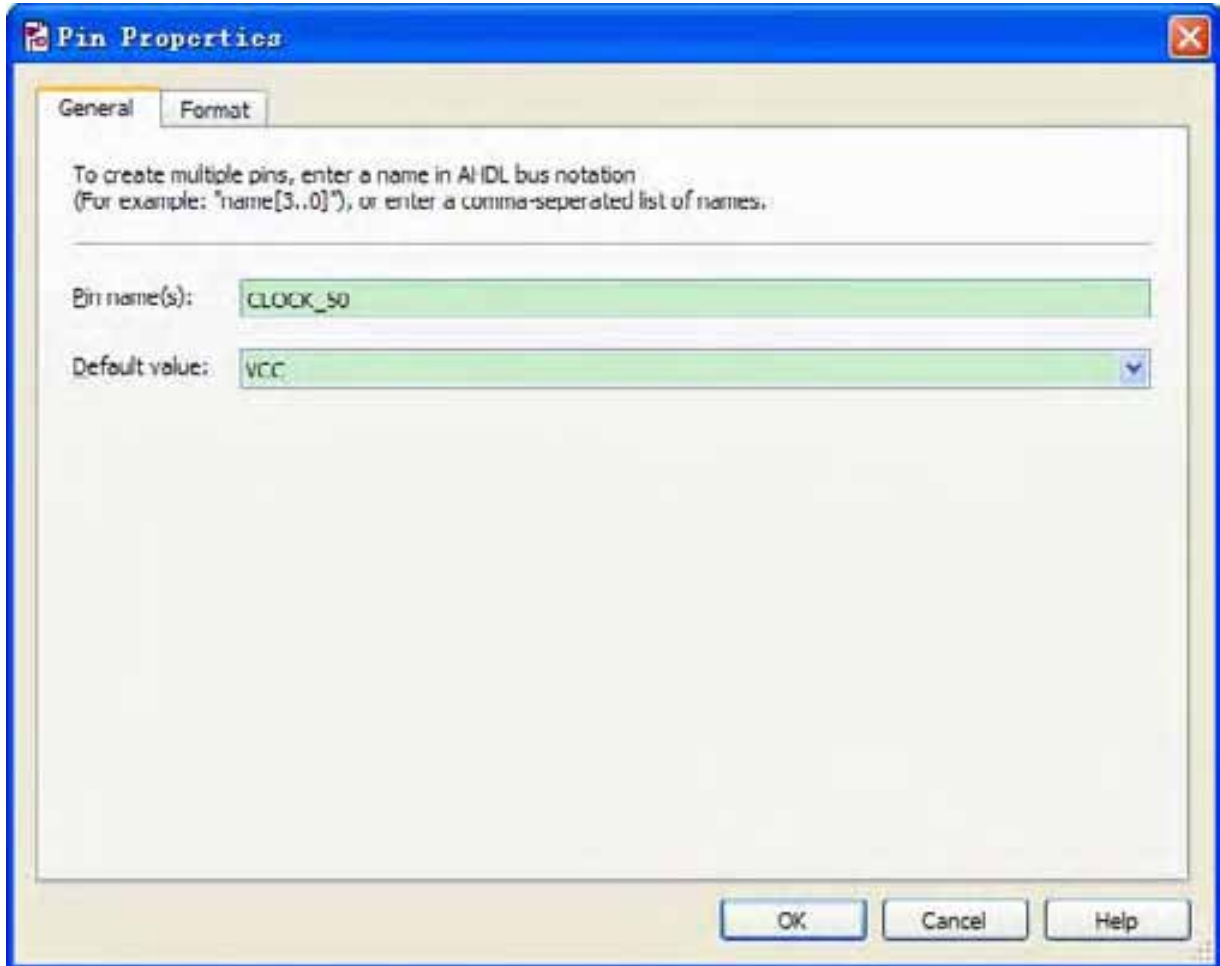 Pin Properties
General Format
To create multiple pins, enter a name in AHDL bus notation
(For example: "name[3..0]"), or enter a comma-seperated list of names.
Pin name(s): CLOCK_50
Default value: VCC
OK Cancel Help